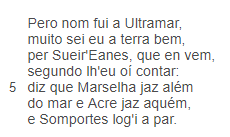 Pero nom fui a Ultramar,
muito sei eu a terra bem,
per Sueir'Eanes, que en vem,
segundo lh'eu oí contar:
5 diz que Marselha jaz além
do mar e Acre jaz aquém,
e Somportes log'i a par.